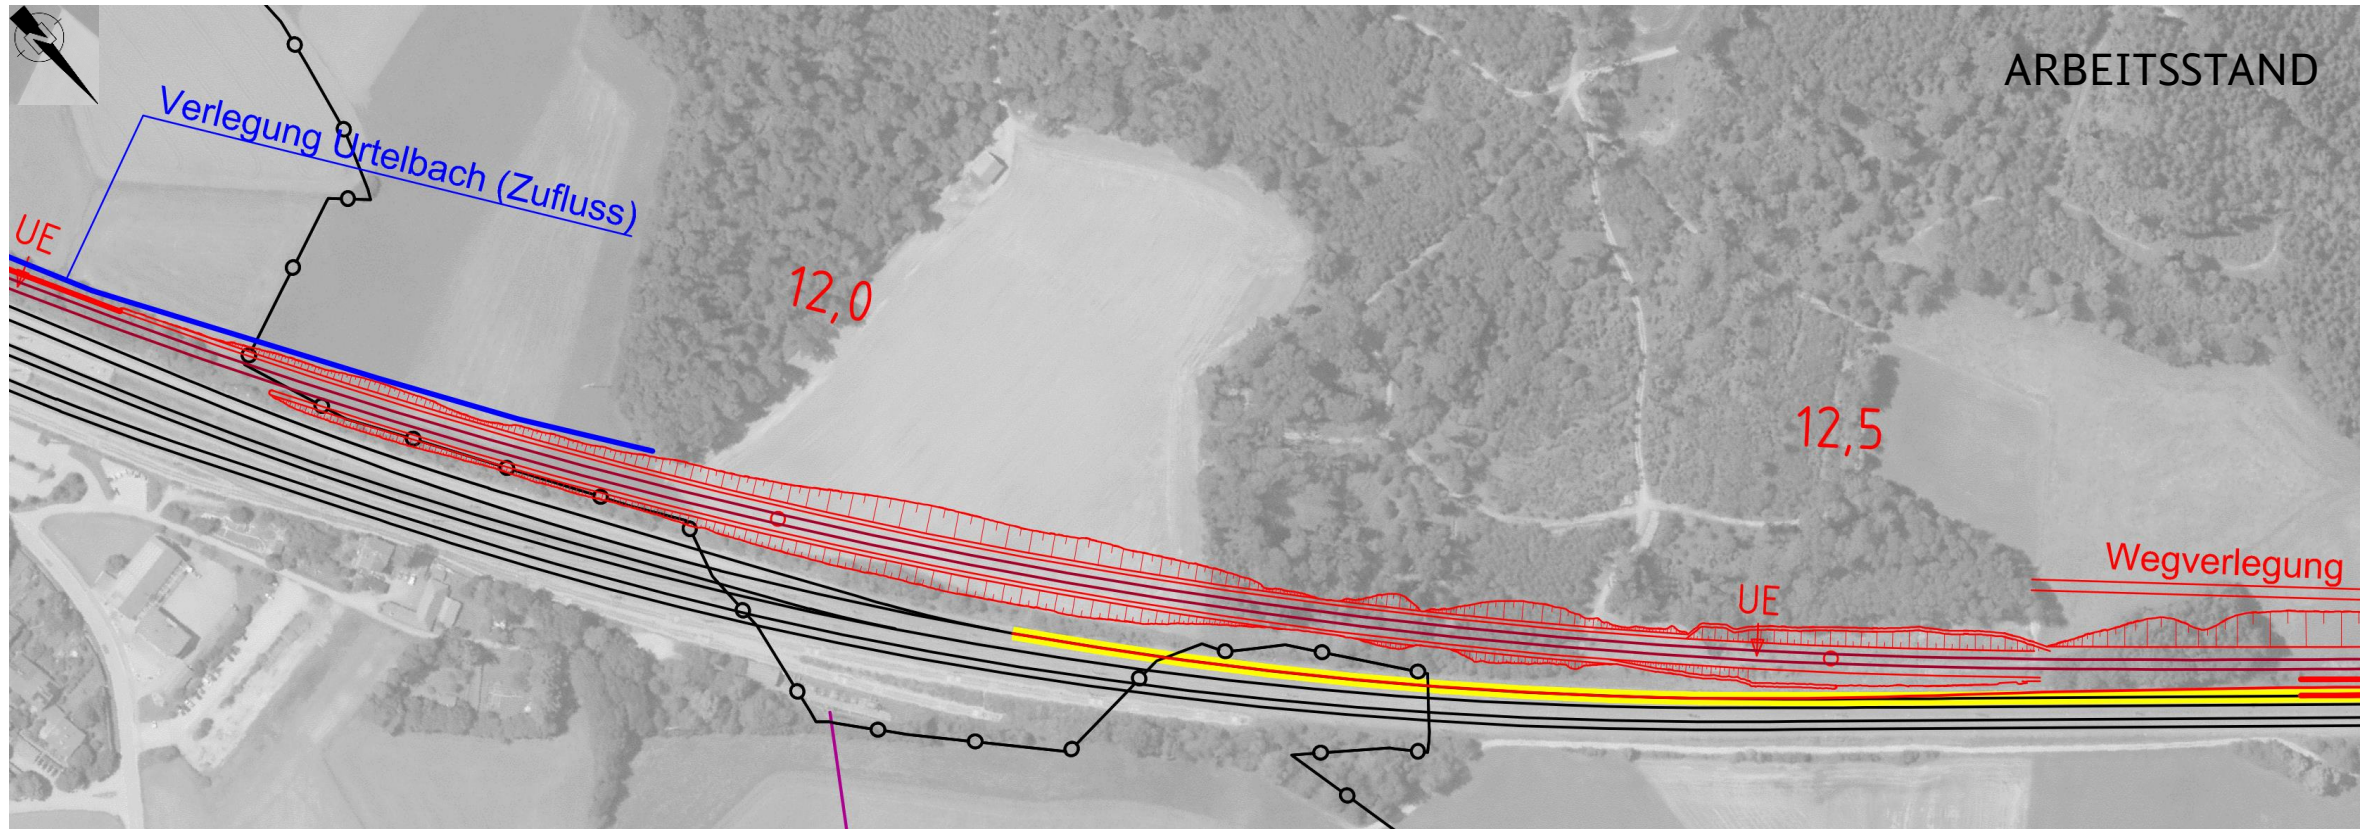 ARBEITSSTAND
Verlegung Urtelbach (Zufluss)
UE
12,0
12,5
Wegverlegung
UE